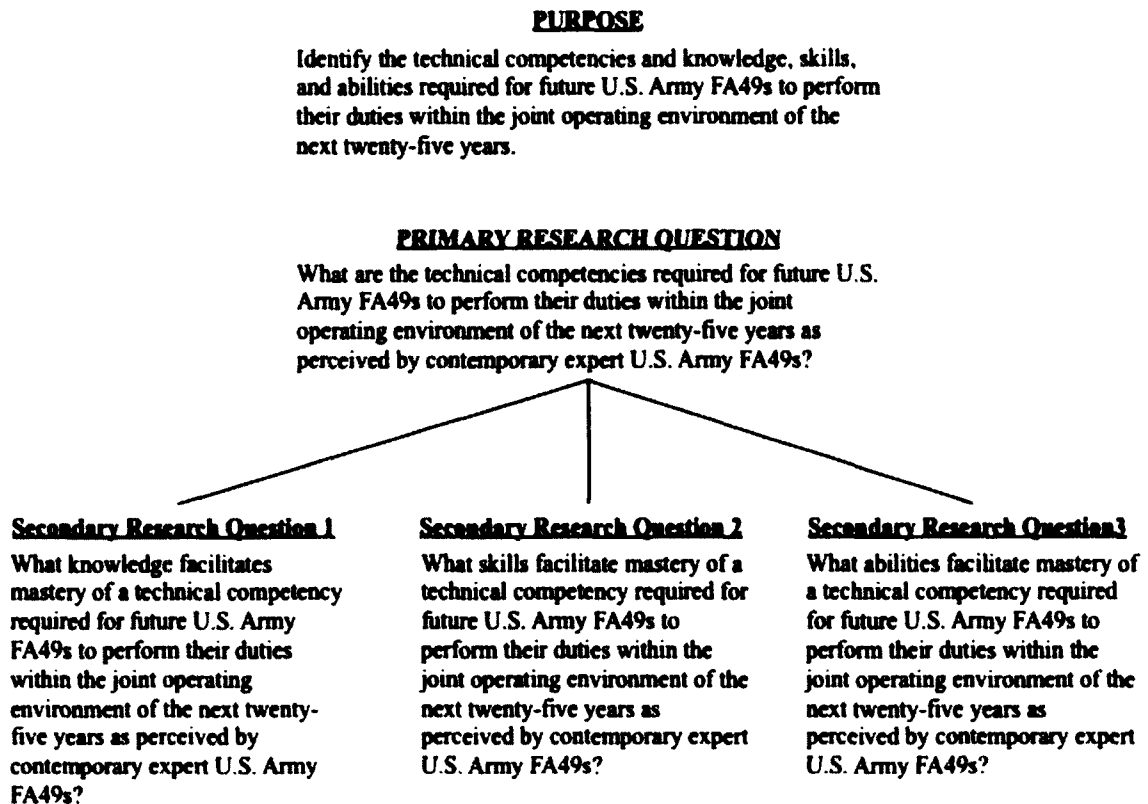 PURPOSE
Identify the technical competencies and knowledge, skills,
and abilities required for future U.S. Army FA49s to perform
their duties within the joint operating environment of the
next twenty-five years.
PRIMARY RESEARCH QUESTION
What are the technical competencies required for future U.S.
Army FA49s to perform their duties within the joint
operating environment of the next twenty-five years as
perceived by contemporary expert U.S. Army FA49s?
Secondary Research Question 1
What knowledge facilitates
mastery of a technical competency
required for future U.S. Army
FA49s to perform their duties
within the joint operating
environment of the next twenty-
five years as perceived by
contemporary expert U.S. Army
FA49s?
Secondary Research Question 2
What skills facilitate mastery of a
technical competency required for
future U.S. Army FA49s to
perform their duties within the
joint operating environment of the
next twenty-five years as
perceived by contemporary expert
U.S. Army FA49s?
Secondary Research Question3
What abilities facilitate mastery of
a technical competency required
for future U.S. Army FA49s to
perform their duties within the
joint operating environment of the
next twenty-five years as
perceived by contemporary expert
U.S. Army FA49s?